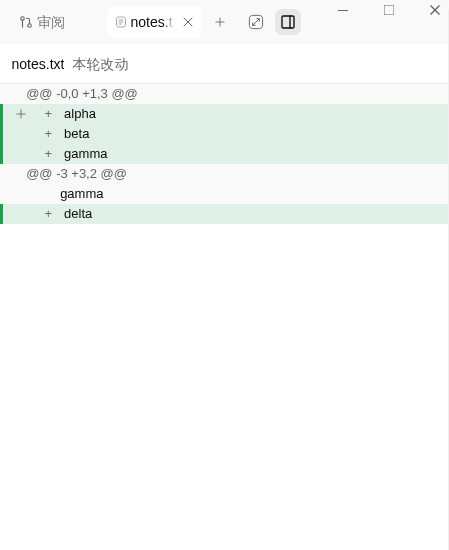 审阅
notes.t
notes.txt 本轮改动
@@ -0,0 +1,3 @@
+ alpha
+ beta
+ gamma
@@ -3 +3,2 @@
gamma
+ delta